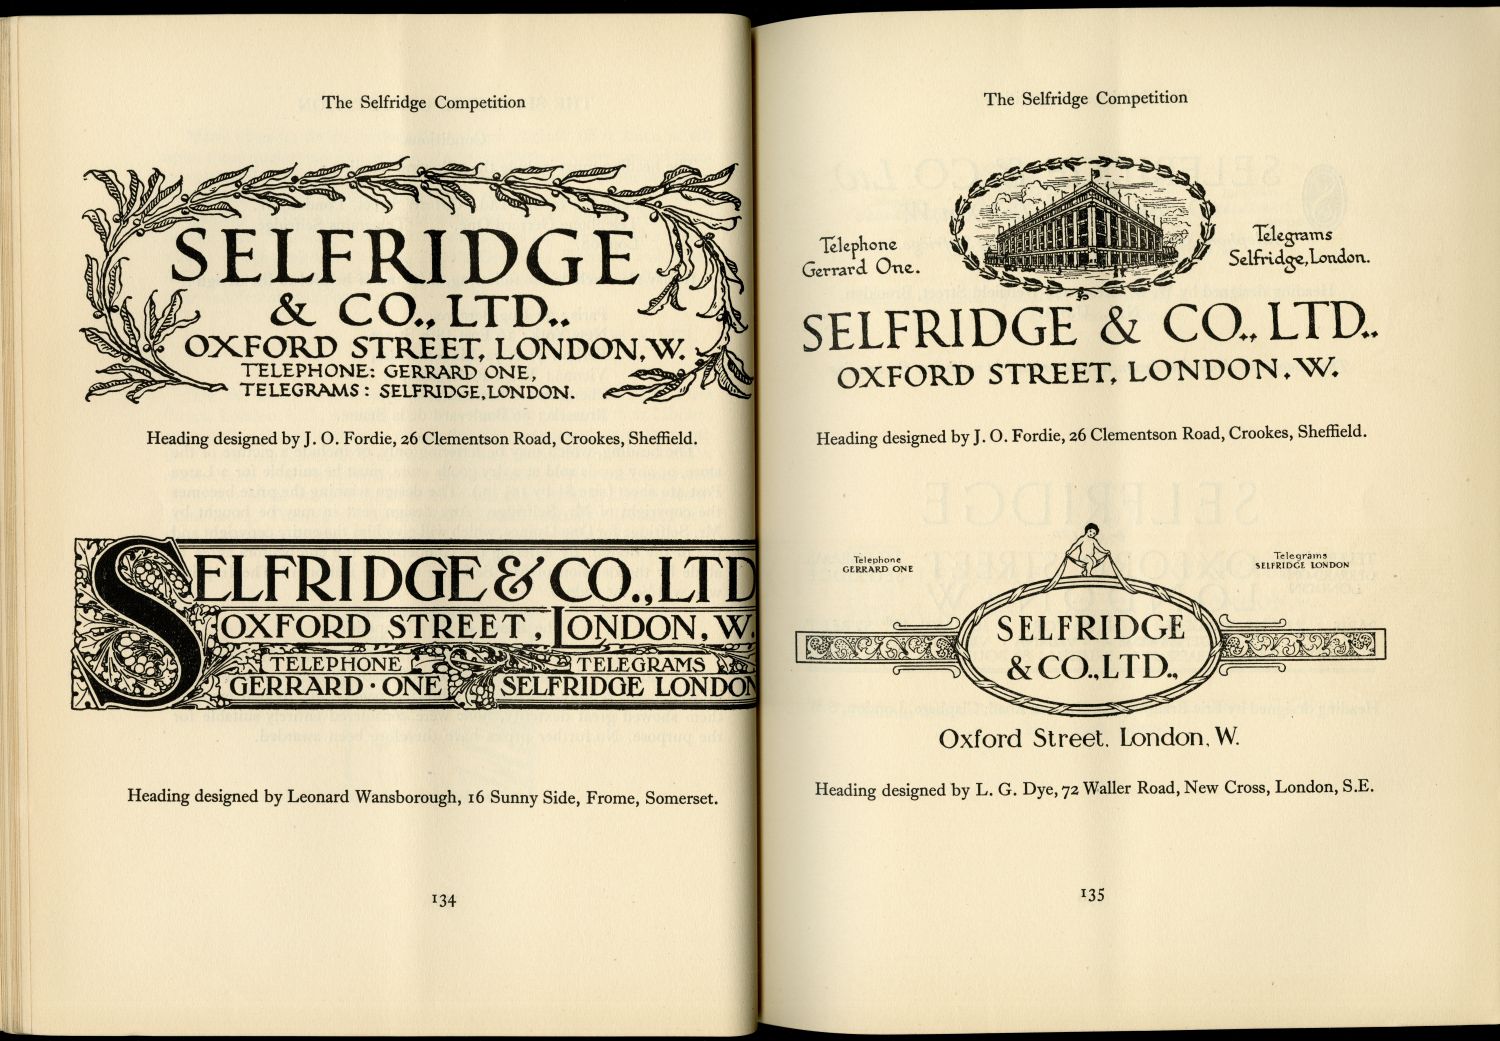 The Selfridge Competition
SELFRIDGE
& CO., LTD.,
OXFORD STREET, LONDON, W.
TELEPHONE: GERRARD ONE,
TELEGRAMS: SELFRIDGE, LONDON.
Heading designed by J. O. Fordie, 26 Clementson Road, Crookes, Sheffield.
SELFRIDGE & CO., LTD
OXFORD STREET, LONDON, W.
TELEPHONE TELEGRAMS
GERRARD · ONE SELFRIDGE LONDON
Heading designed by Leonard Wansborough, 16 Sunny Side, Frome, Somerset.
134
The Selfridge Competition
Telephone
Gerrard One.
Telegrams
Selfridge, London.
SELFRIDGE & CO., LTD.,
OXFORD STREET, LONDON, W.
Heading designed by J. O. Fordie, 26 Clementson Road, Crookes, Sheffield.
Telephone
GERRARD ONE
Telegrams
SELFRIDGE LONDON
SELFRIDGE
& CO., LTD.,
Oxford Street, London, W.
Heading designed by L. G. Dye, 72 Waller Road, New Cross, London, S.E.
135